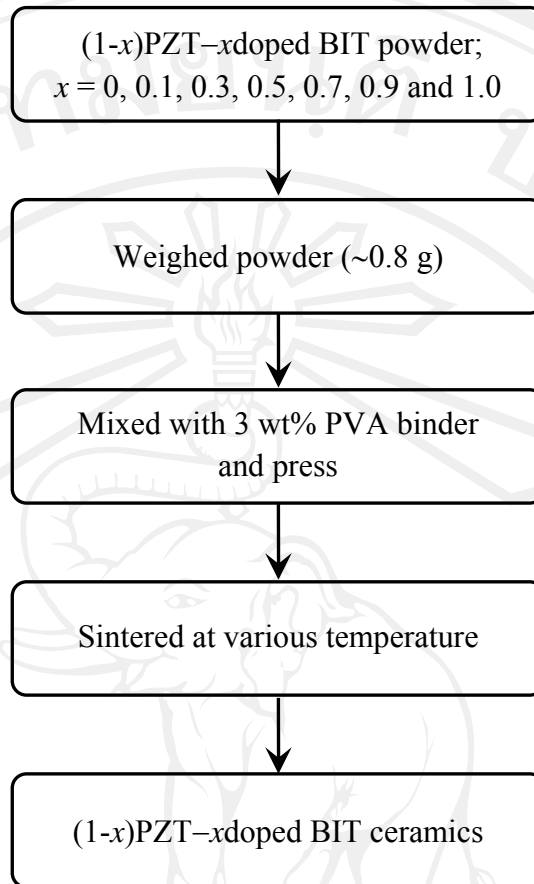 (1-x)PZT–xdoped BIT powder;
x = 0, 0.1, 0.3, 0.5, 0.7, 0.9 and 1.0
Weighed powder (~0.8 g)
Mixed with 3 wt% PVA binder
and press
Sintered at various temperature
(1-x)PZT–xdoped BIT ceramics